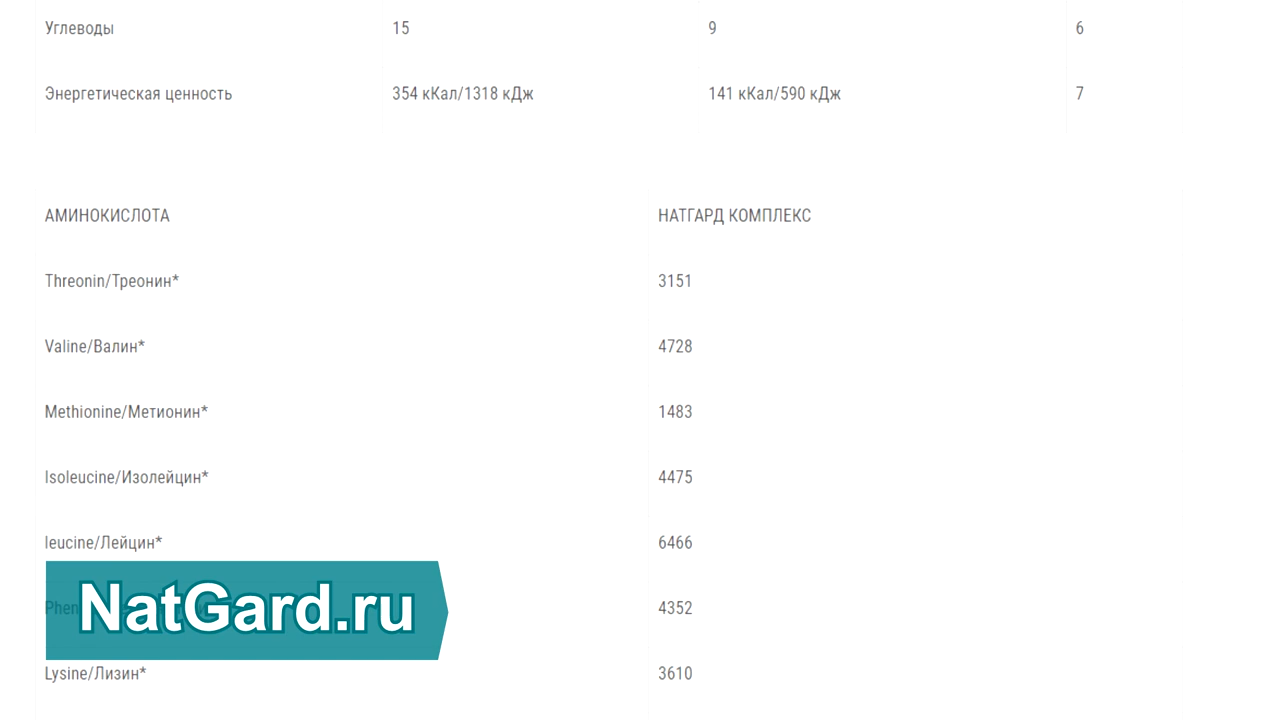 Углеводы 15 9 6
Энергетическая ценность 354 кКал/1318 кДж 141 кКал/590 кДж 7
АМИНОКИСЛОТА НАТГАРД КОМПЛЕКС
Threonin/Треонин* 3151
Valine/Валин* 4728
Methionine/Метионин* 1483
Isoleucine/Изолейцин* 4475
leucine/Лейцин* 6466
4352
NatGard.ru
Lysine/Лизин* 3610